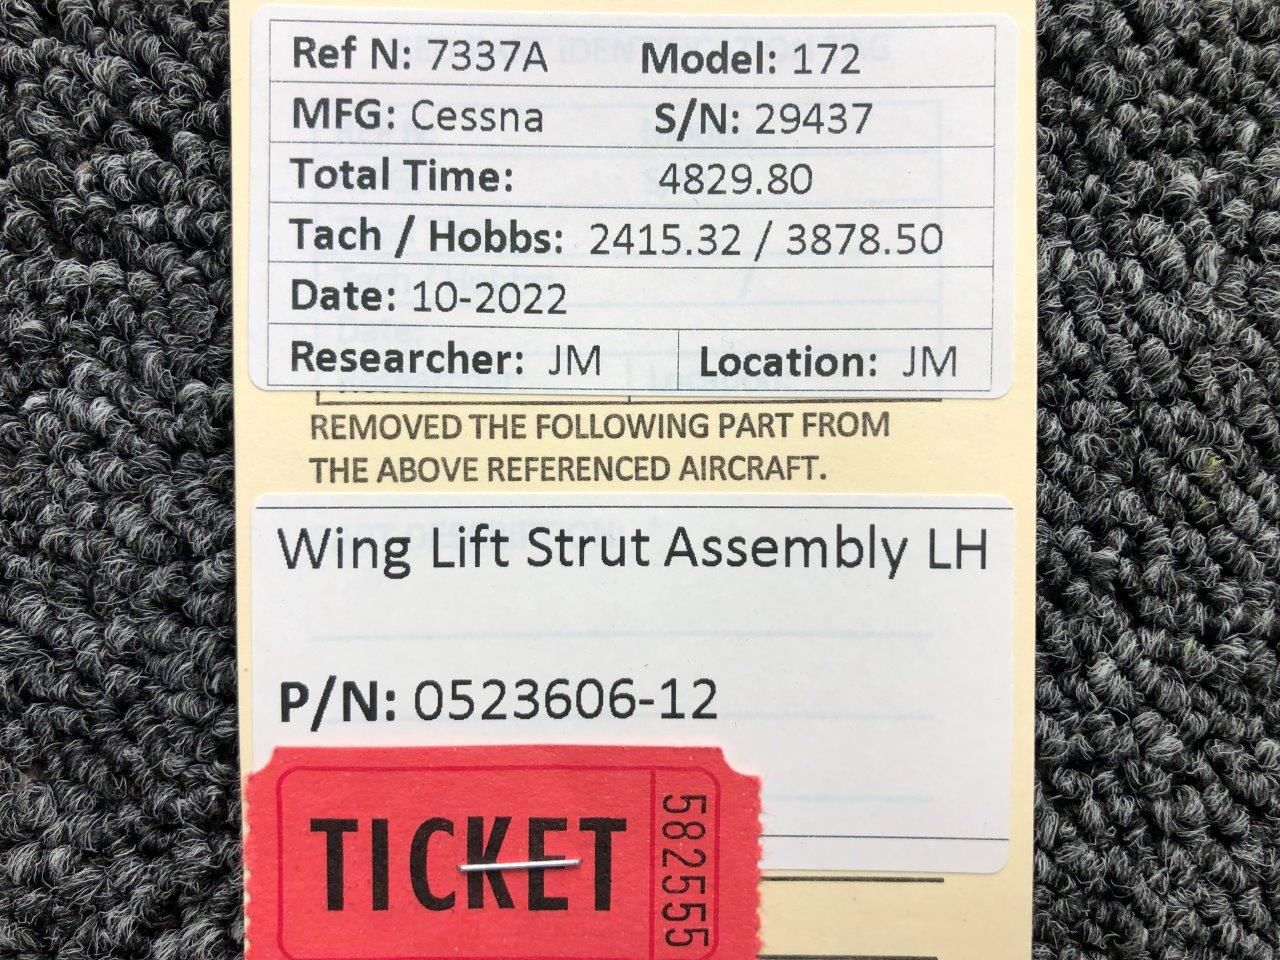 Ref N: 7337A Model: 172
MFG: Cessna S/N: 29437
Total Time: 4829.80
Tach / Hobbs: 2415.32 / 3878.50
Date: 10-2022
Researcher: JM Location: JM
REMOVED THE FOLLOWING PART FROM
THE ABOVE REFERENCED AIRCRAFT.
Wing Lift Strut Assembly LH
P/N: 0523606-12
TICKET
582555